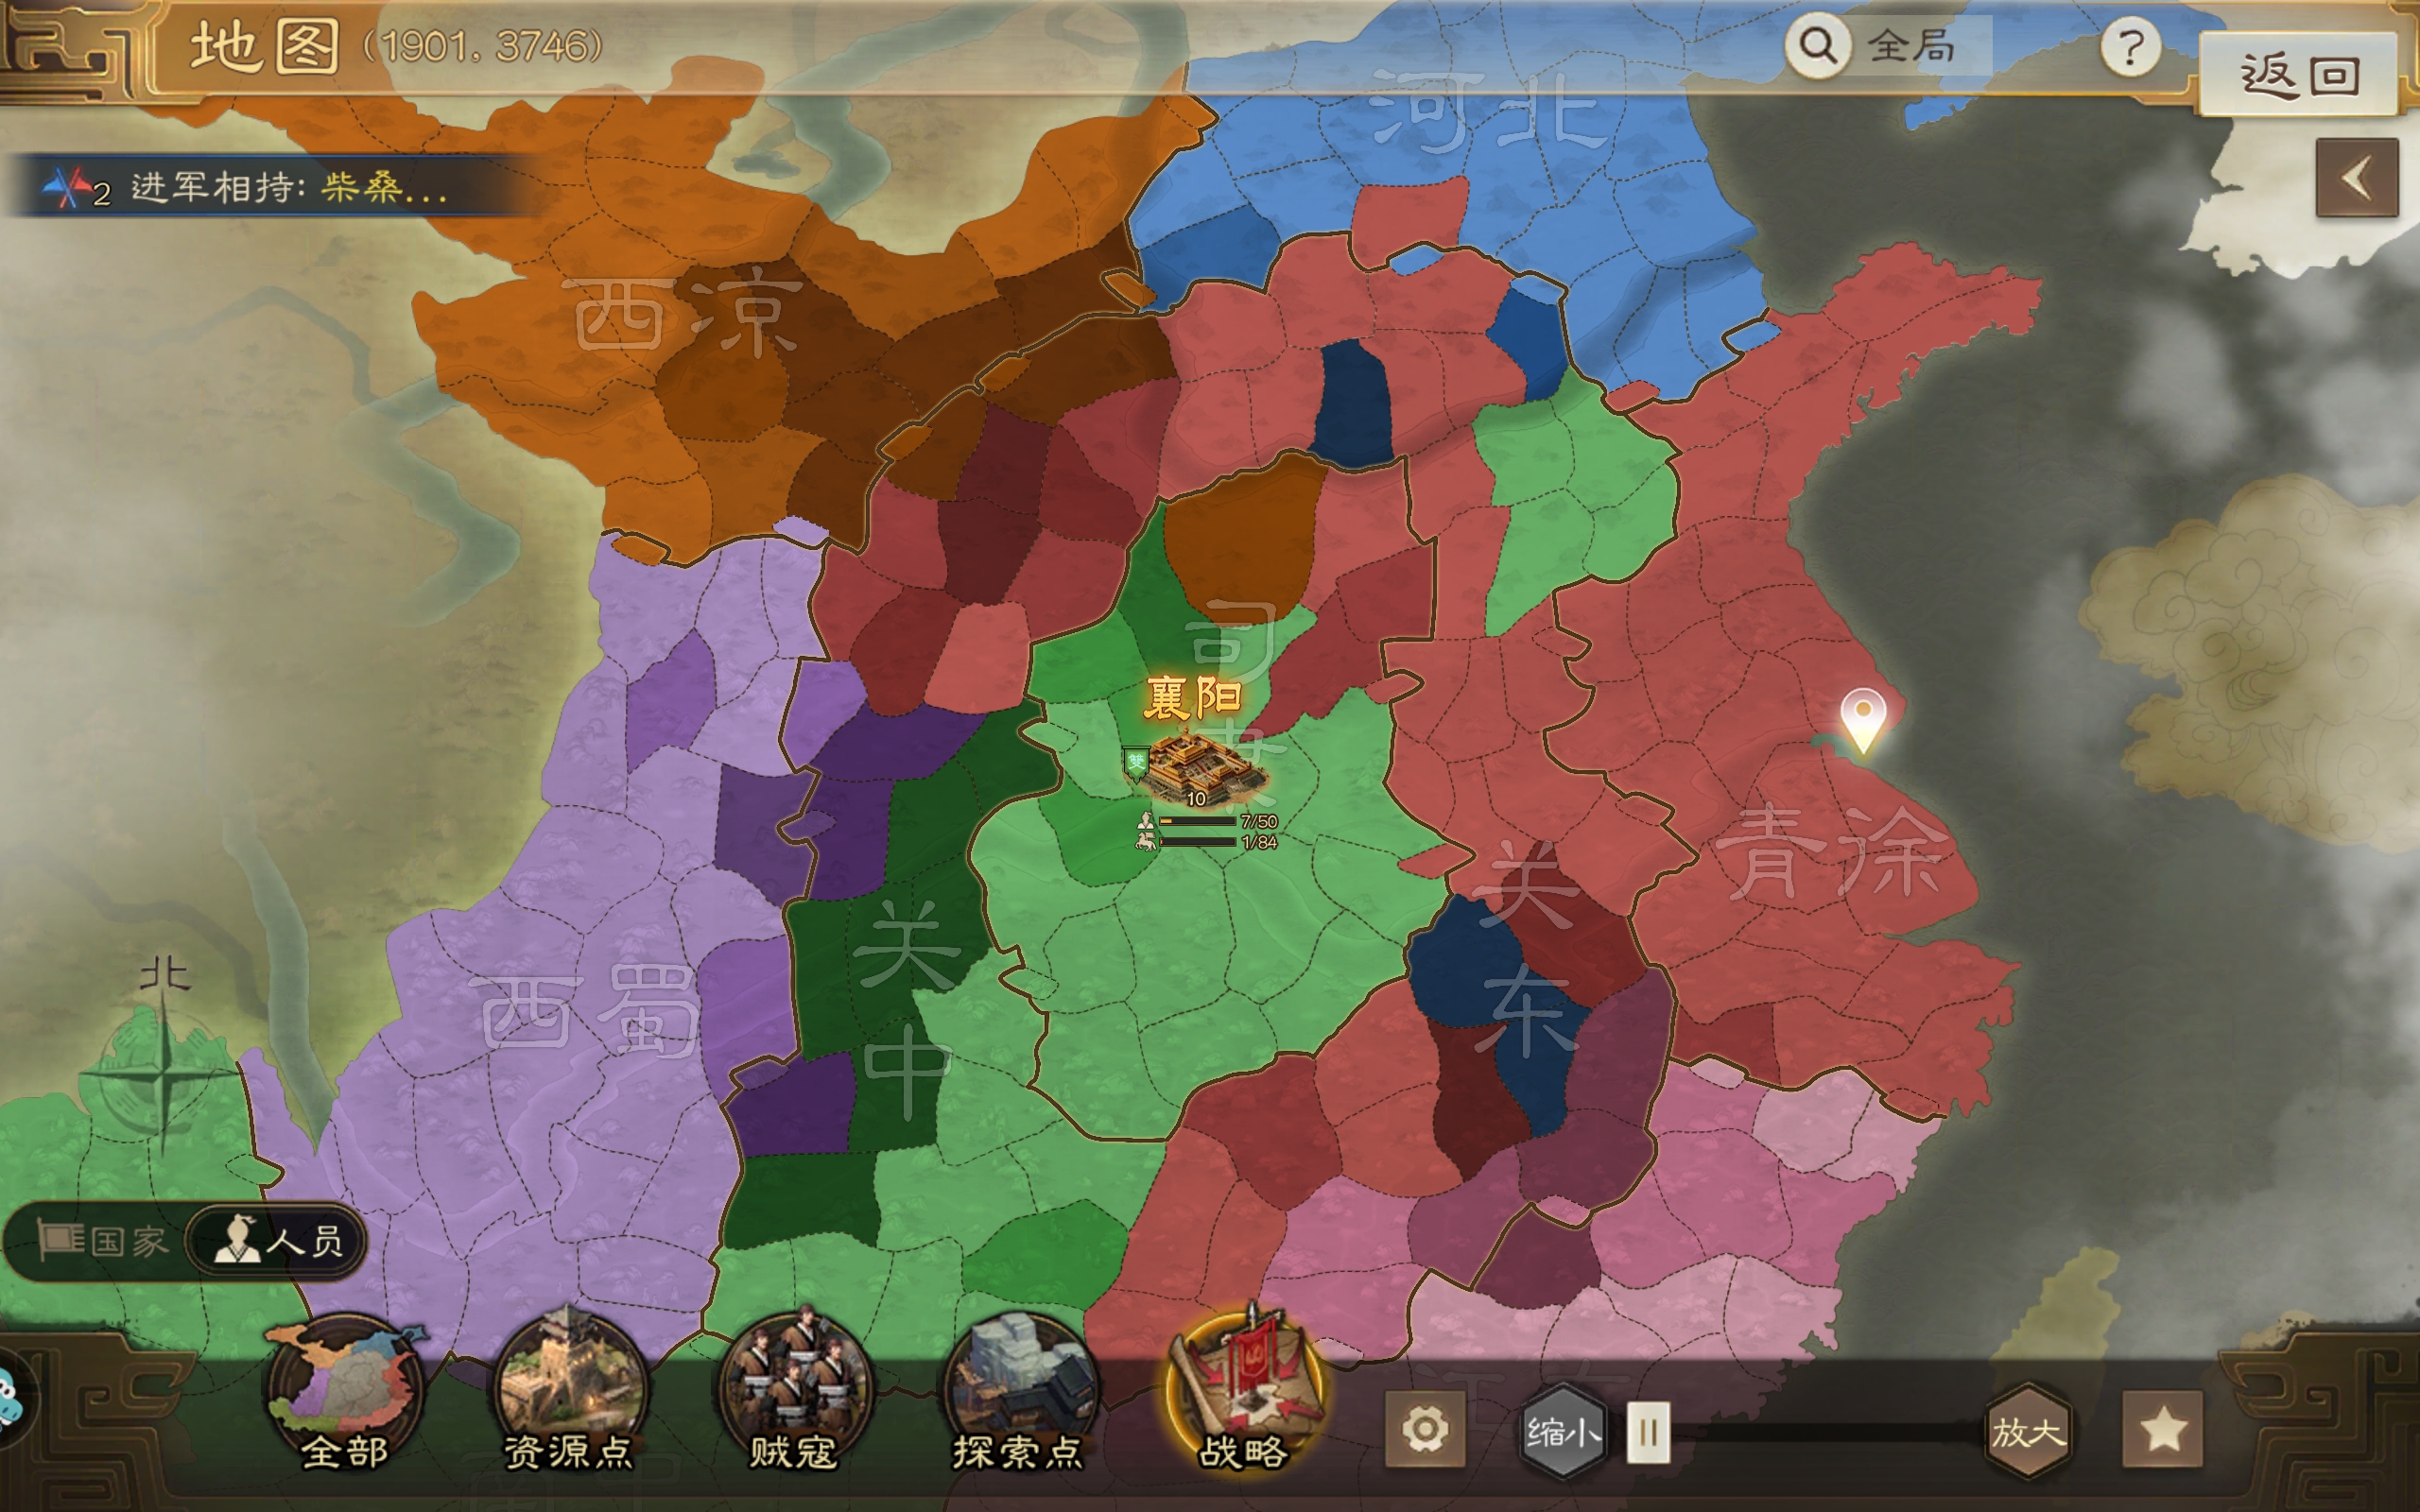 地图 (1901, 3746)
全局
?
返回
河北
2 进军相持: 柴桑...
西凉
司隶
襄阳
雙
10
7/50
1/84
青徐
关东
关中
西蜀
北
国家
人员
全部
资源点
贼寇
探索点
战略
缩小
放大